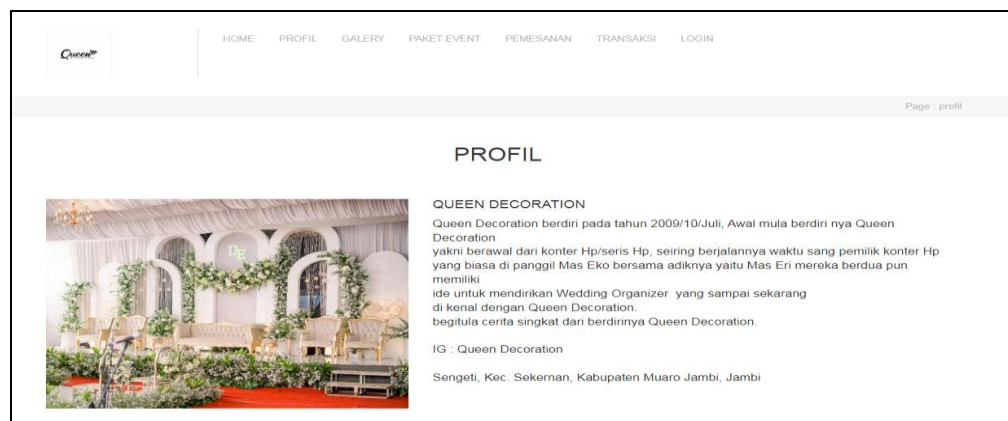 Queen
HOME PROFIL GALERY PAKET EVENT PEMESANAN TRANSAKSI LOGIN
Page : profil
PROFIL
DE
QUEEN DECORATION
Queen Decoration berdiri pada tahun 2009/10/Juli, Awal mula berdiri nya Queen
Decoration
yakni berawal dari konter Hp/seris Hp, seiring berjalannya waktu sang pemilik konter Hp
yang biasa di panggil Mas Eko bersama adiknya yaitu Mas Eri mereka berdua pun
memiliki
ide untuk mendirikan Wedding Organizer yang sampai sekarang
di kenal dengan Queen Decoration.
begitula cerita singkat dari berdirinya Queen Decoration.
IG : Queen Decoration
Sengeti, Kec. Sekernan, Kabupaten Muaro Jambi, Jambi